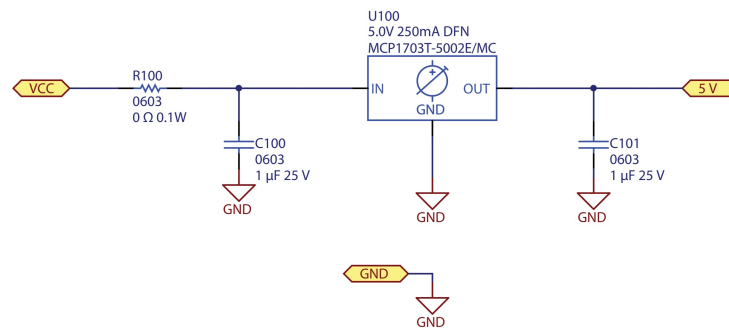 U100
5.0V 250mA DFN
MCP1703T-5002E/MC
VCC
R100
0603
0 Ω 0.1W
IN
OUT
GND
5 V
C100
0603
1 µF 25 V
C101
0603
1 µF 25 V
GND
GND
GND
GND
GND